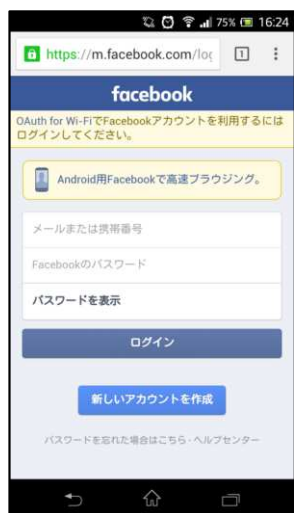 75% 16:24
https://m.facebook.com/log
1
facebook
OAuth for Wi-FiでFacebookアカウントを利用するには
ログインしてください。
Android用Facebookで高速ブラウジング。
メールまたは携帯番号
Facebookのパスワード
パスワードを表示
ログイン
新しいアカウントを作成
パスワードを忘れた場合はこちら・ヘルプセンター